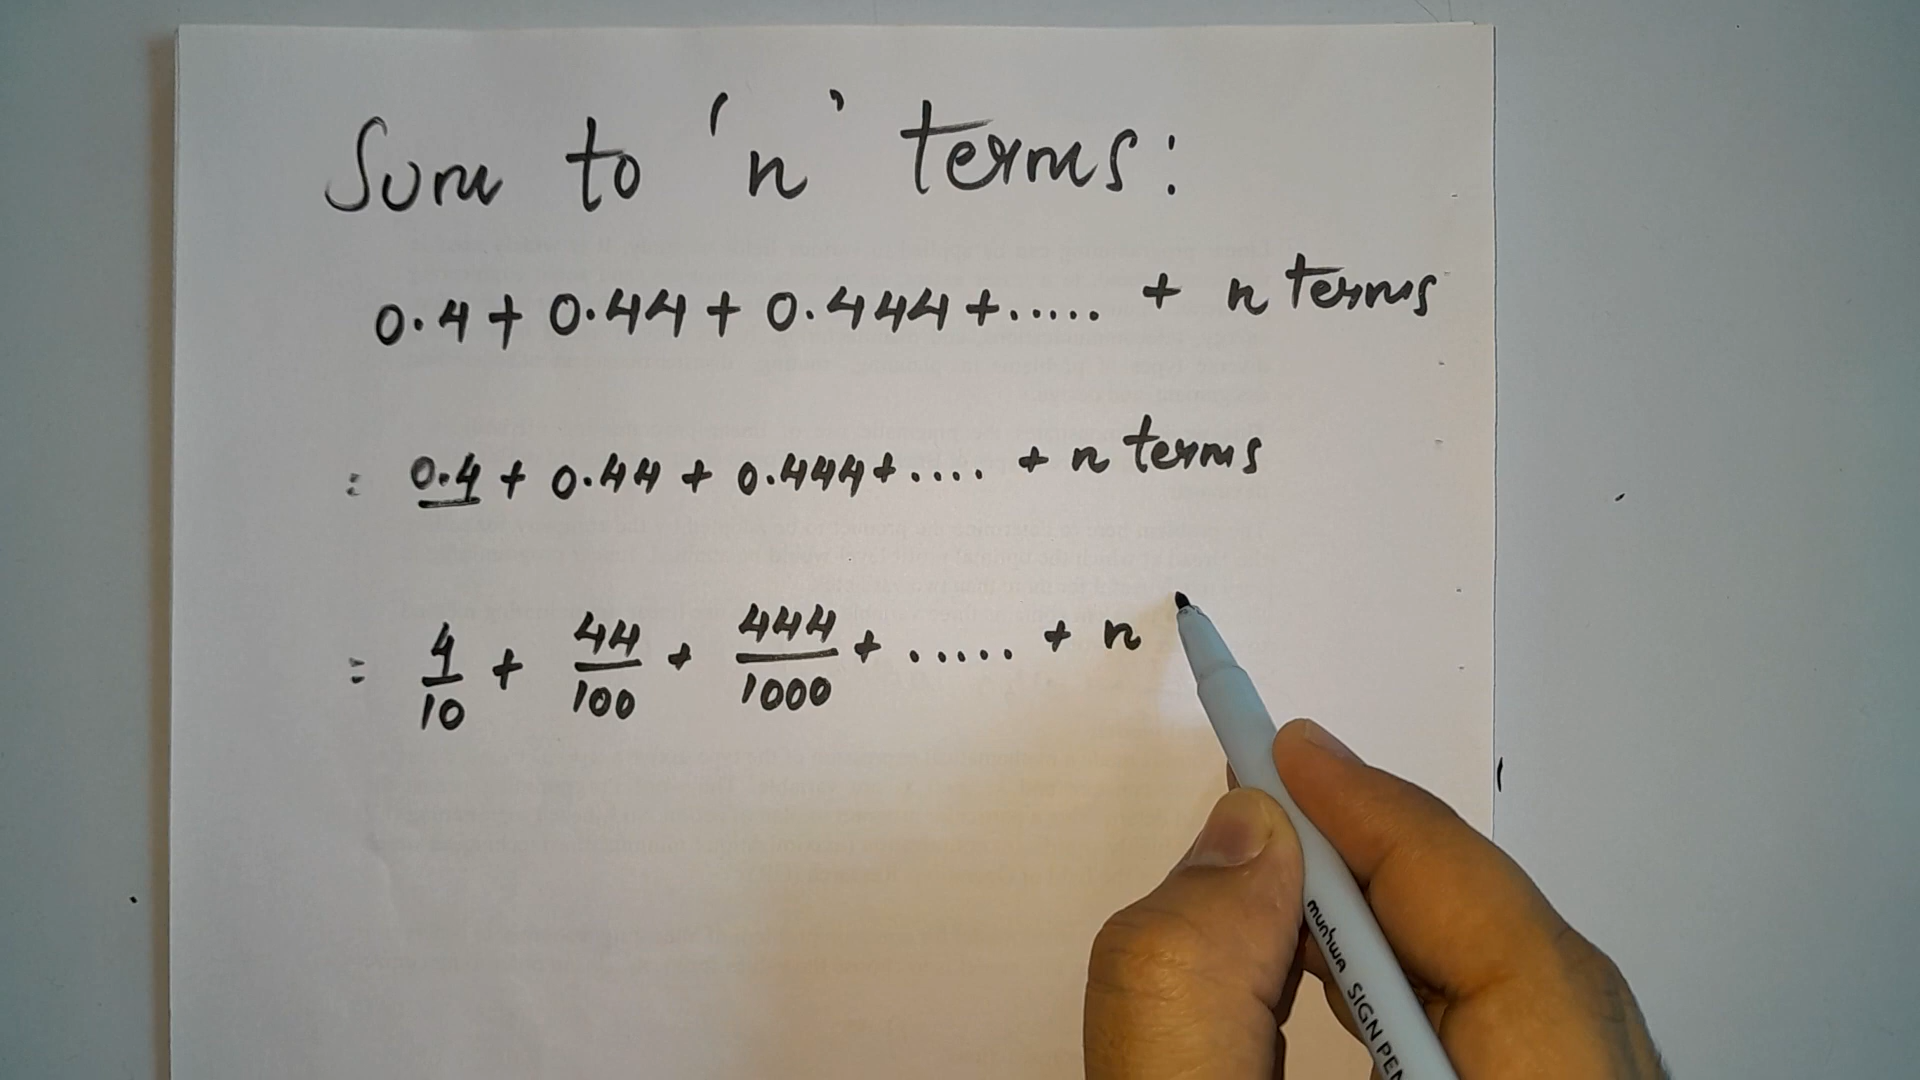 Sum to 'n' terms:
0.4 + 0.44 + 0.444 + ..... + n terms
= 0.4 + 0.44 + 0.444 + .... + n terms
= 4/10 + 44/100 + 444/1000 + ..... + n
munhwa SIGN PEN